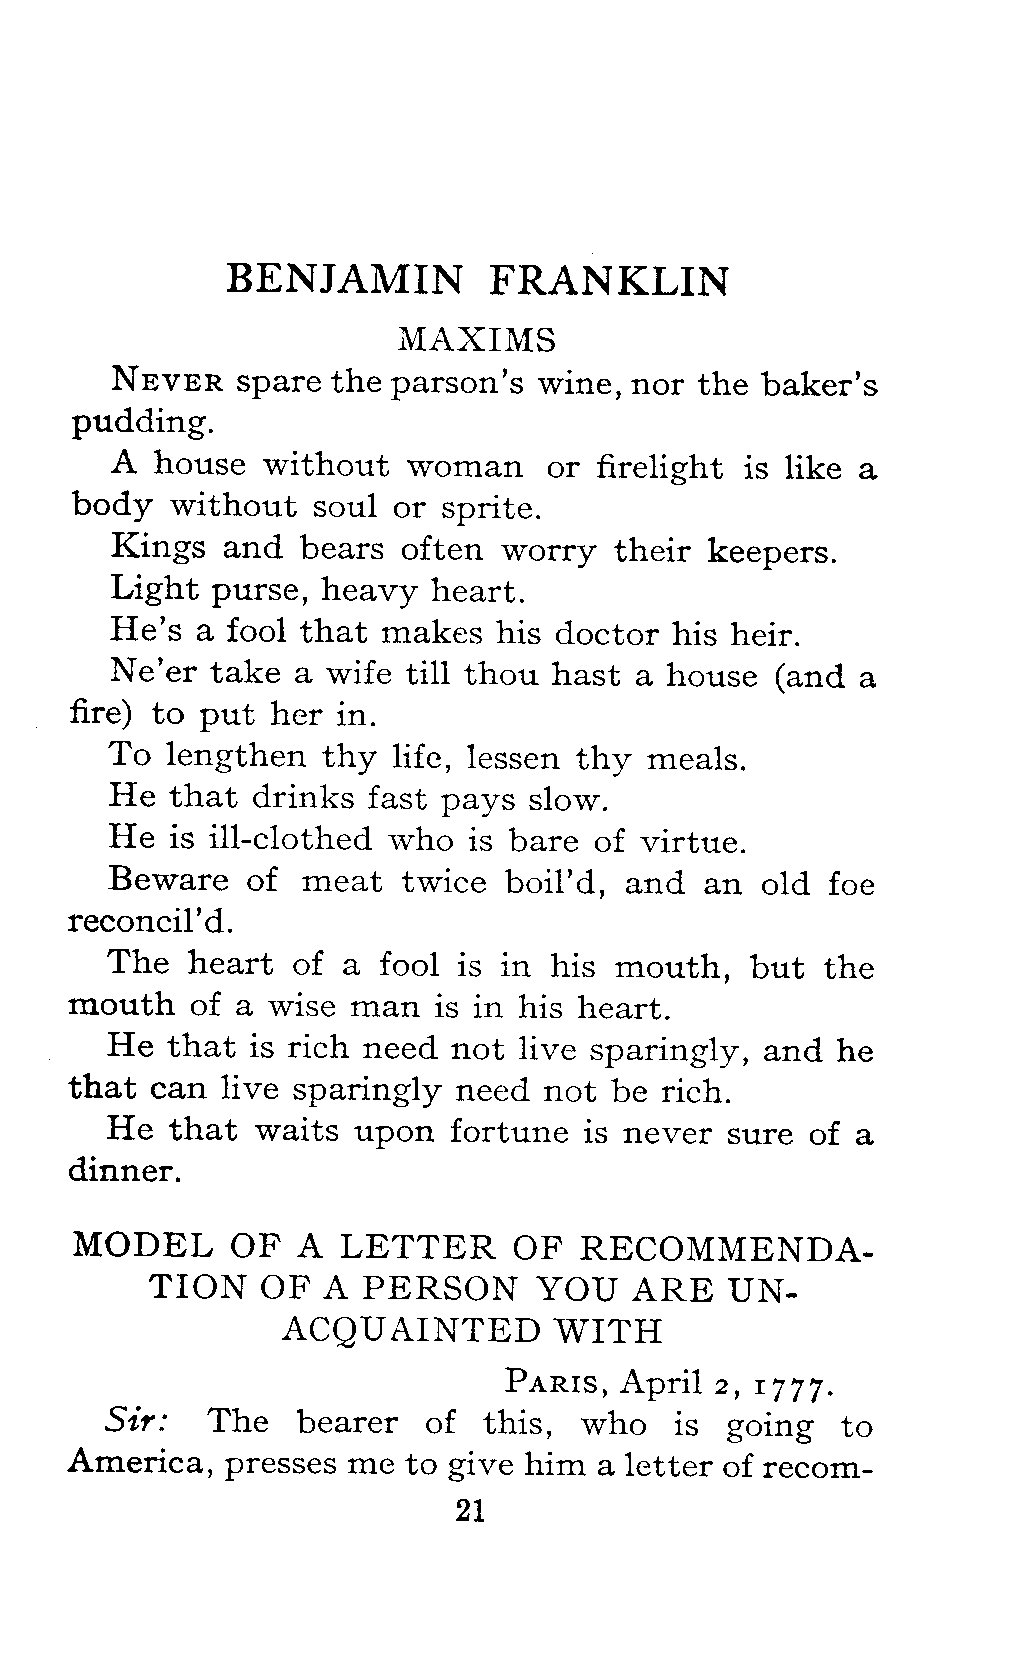 BENJAMIN FRANKLIN
MAXIMS
NEVER spare the parson's wine, nor the baker's
pudding.
A house without woman or firelight is like a
body without soul or sprite.
Kings and bears often worry their keepers.
Light purse, heavy heart.
He's a fool that makes his doctor his heir.
Ne'er take a wife till thou hast a house (and a
fire) to put her in.
To lengthen thy life, lessen thy meals.
He that drinks fast pays slow.
He is ill-clothed who is bare of virtue.
Beware of meat twice boil'd, and an old foe
reconcil'd.
The heart of a fool is in his mouth, but the
mouth of a wise man is in his heart.
He that is rich need not live sparingly, and he
that can live sparingly need not be rich.
He that waits upon fortune is never sure of a
dinner.
MODEL OF A LETTER OF RECOMMENDA-
TION OF A PERSON YOU ARE UN-
ACQUAINTED WITH
PARIS, April 2, 1777.
Sir: The bearer of this, who is going to
America, presses me to give him a letter of recom-
21